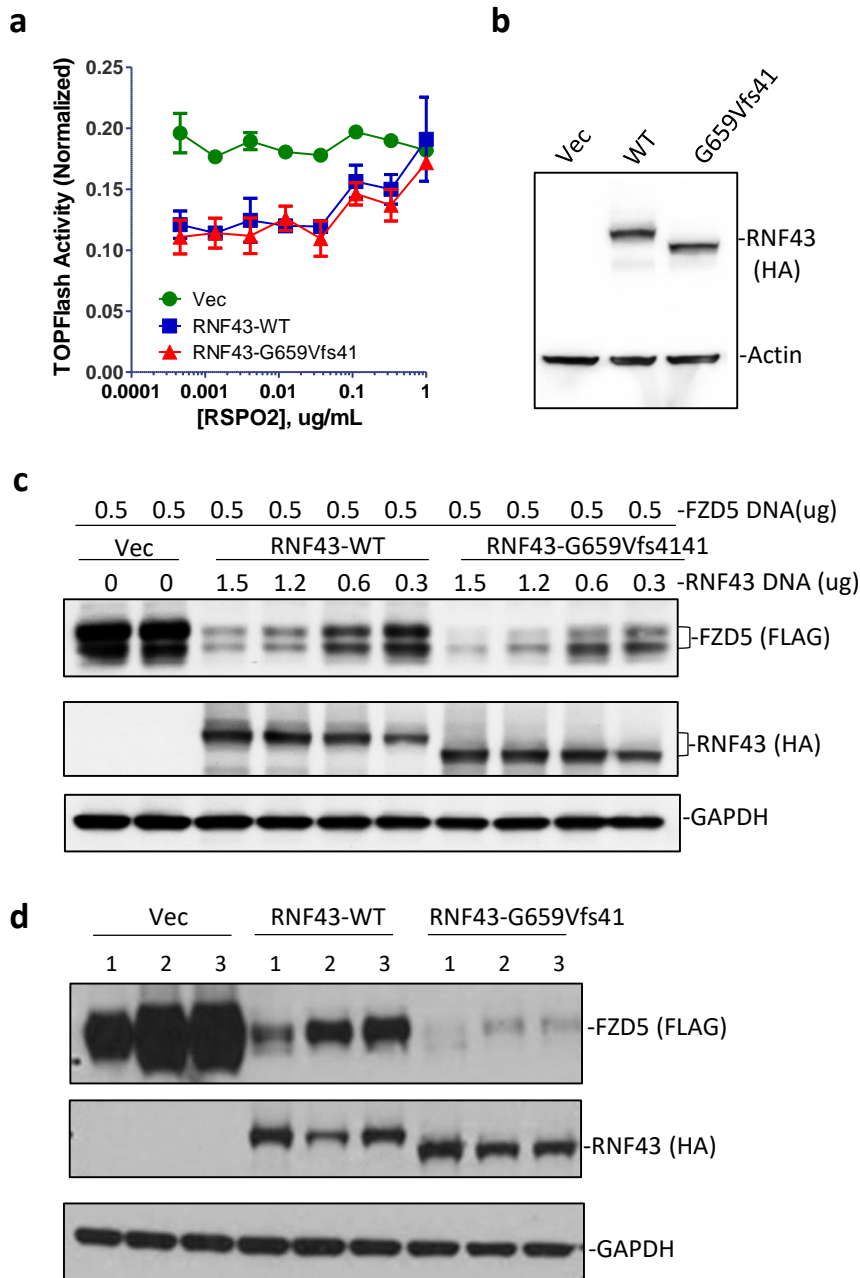 a
TOPFlash Activity (Normalized)
0.25
0.20
0.15
0.10
0.05
0.00
Vec
RNF43-WT
RNF43-G659Vfs41
0.0001 0.001 0.01 0.1 1
[RSPO2], ug/mL
b
Vec WT G659Vfs41
-RNF43
(HA)
-Actin
c
0.5 0.5 0.5 0.5 0.5 0.5 0.5 0.5 0.5 0.5 -FZD5 DNA(ug)
Vec RNF43-WT RNF43-G659Vfs4141
0 0 1.5 1.2 0.6 0.3 1.5 1.2 0.6 0.3 -RNF43 DNA (ug)
-FZD5 (FLAG)
-RNF43 (HA)
-GAPDH
d
Vec RNF43-WT RNF43-G659Vfs41
1 2 3 1 2 3 1 2 3
-FZD5 (FLAG)
-RNF43 (HA)
-GAPDH